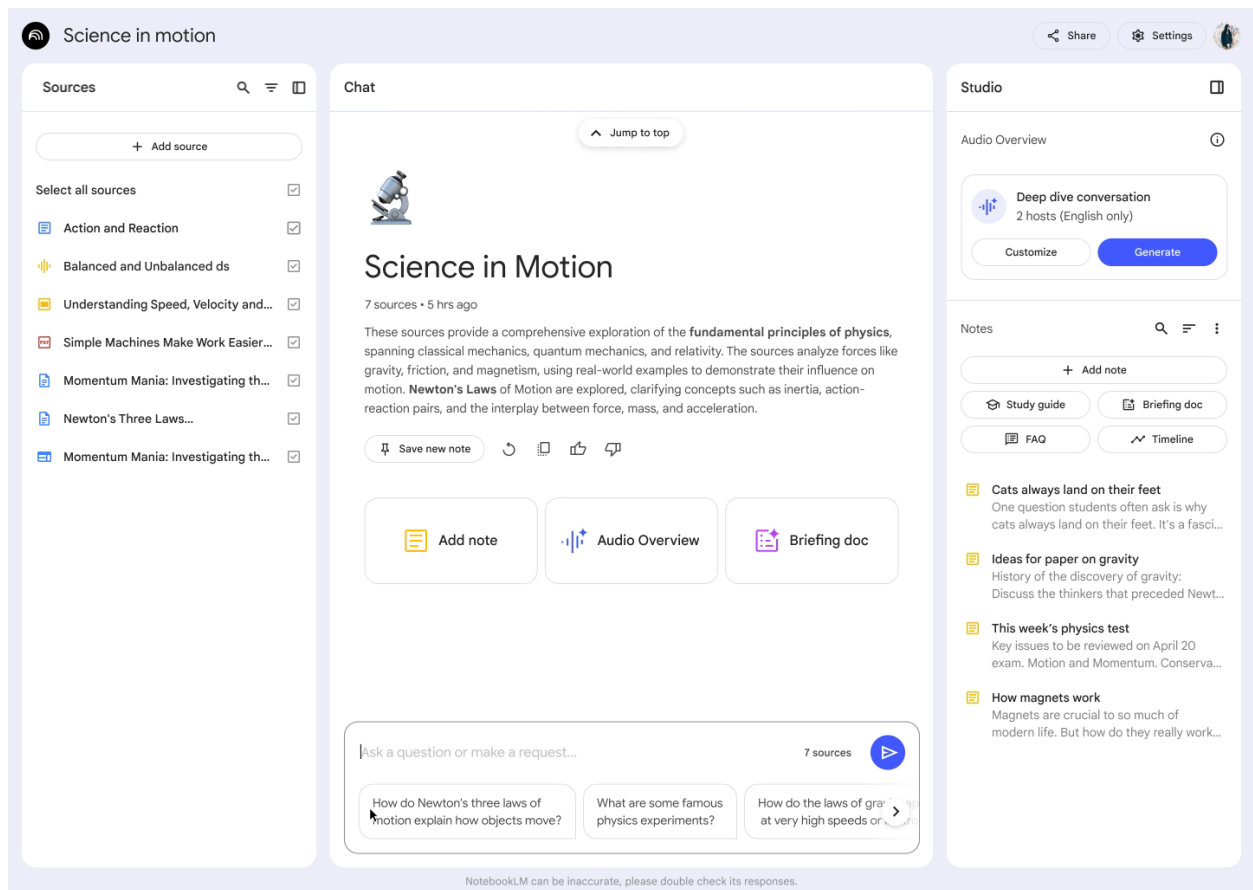 Science in motion
Share
Settings
Sources
Add source
Select all sources
Action and Reaction
Balanced and Unbalanced ds
Understanding Speed, Velocity and...
PDF
Simple Machines Make Work Easier...
Momentum Mania: Investigating th...
Newton's Three Laws...
Momentum Mania: Investigating th...
Chat
Jump to top
Science in Motion
7 sources • 5 hrs ago
These sources provide a comprehensive exploration of the fundamental principles of physics,
spanning classical mechanics, quantum mechanics, and relativity. The sources analyze forces like
gravity, friction, and magnetism, using real-world examples to demonstrate their influence on
motion. Newton's Laws of Motion are explored, clarifying concepts such as inertia, action-
reaction pairs, and the interplay between force, mass, and acceleration.
Save new note
Add note
Audio Overview
Briefing doc
Ask a question or make a request...
7 sources
How do Newton's three laws of
motion explain how objects move?
What are some famous
physics experiments?
How do the laws of
at very high speeds or
Studio
Audio Overview
Deep dive conversation
2 hosts (English only)
Customize
Generate
Notes
Add note
Study guide
Briefing doc
FAQ
Timeline
Cats always land on their feet
One question students often ask is why
cats always land on their feet. It's a fasci...
Ideas for paper on gravity
History of the discovery of gravity:
Discuss the thinkers that preceded Newt...
This week's physics test
Key issues to be reviewed on April 20
exam. Motion and Momentum. Conserva...
How magnets work
Magnets are crucial to so much of
modern life. But how do they really work...
NotebookLM can be inaccurate, please double check its responses.